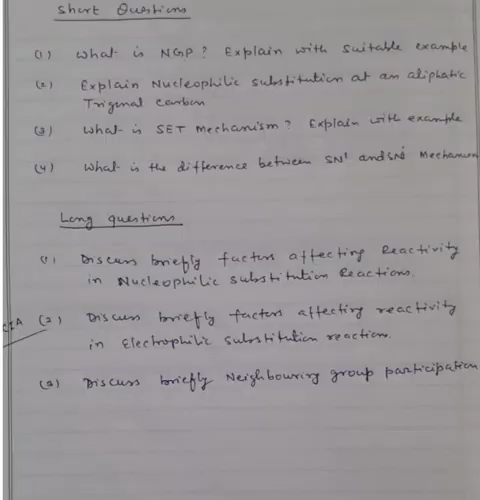 Short Questions
(1) What is NGP? Explain with suitable example
(2) Explain Nucleophilic substitution at an aliphatic
Trigonal carbon
(3) What is SET Mechanism? Explain with example
(4) What is the difference between SN¹ and SNi Mechanism
Long questions
(1) Discuss briefly factors affecting Reactivity
in Nucleophilic substitution Reactions.
(2) Discuss briefly factors affecting reactivity
in Electrophilic substitution reaction.
(3) Discuss briefly Neighbouring group participation